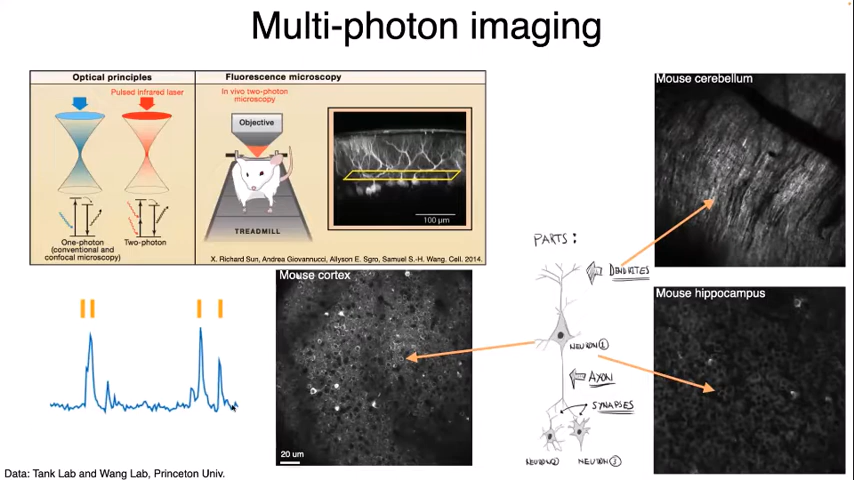 Multi-photon imaging
Optical principles
Fluorescence microscopy
Pulsed infrared laser
In vivo two-photon
microscopy
Objective
TREADMILL
100 µm
One-photon
(conventional and
confocal microscopy)
Two-photon
X. Richard Sun, Andrea Giovannucci, Allyson E. Sgro, Samuel S.-H. Wang. Cell. 2014.
Mouse cerebellum
Mouse cortex
20 um
PARTS:
DENDRITES
NEURON 1
AXON
SYNAPSES
NEURON 2
NEURON 3
Mouse hippocampus
Data: Tank Lab and Wang Lab, Princeton Univ.